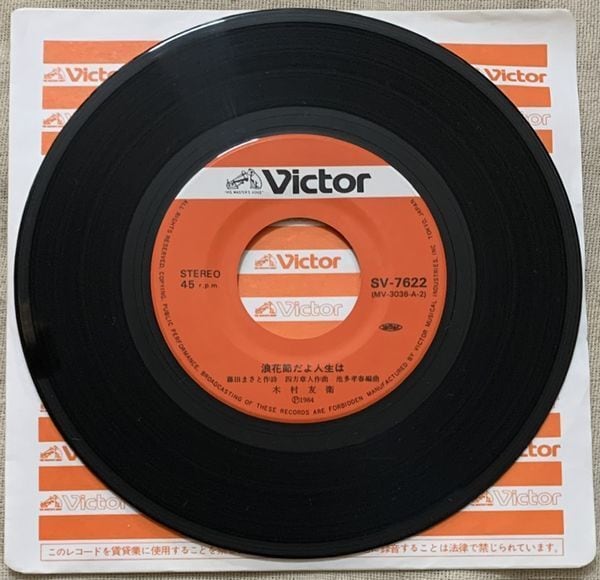 Victor
Victor
Victor
"HIS MASTER'S VOICE"
Victor
STEREO
45 r.p.m.
SV-7622
(MV-3036-A-2)
Victor
Victor
浪花節だよ人生は
藤田まさと作詩 四方章人作曲 池多孝春編曲
木村友衛
Ⓟ1984
ALL RIGHTS RESERVED. COPYING, PUBLIC PERFORMANCE, BROADCASTING OF THESE RECORDS ARE FORBIDDEN. MANUFACTURED BY VICTOR MUSICAL INDUSTRIES, INC. TOKYO, JAPAN
Victor
Victor
このレコードを賃貸業に使用することを
録音することは法律で禁じられています。